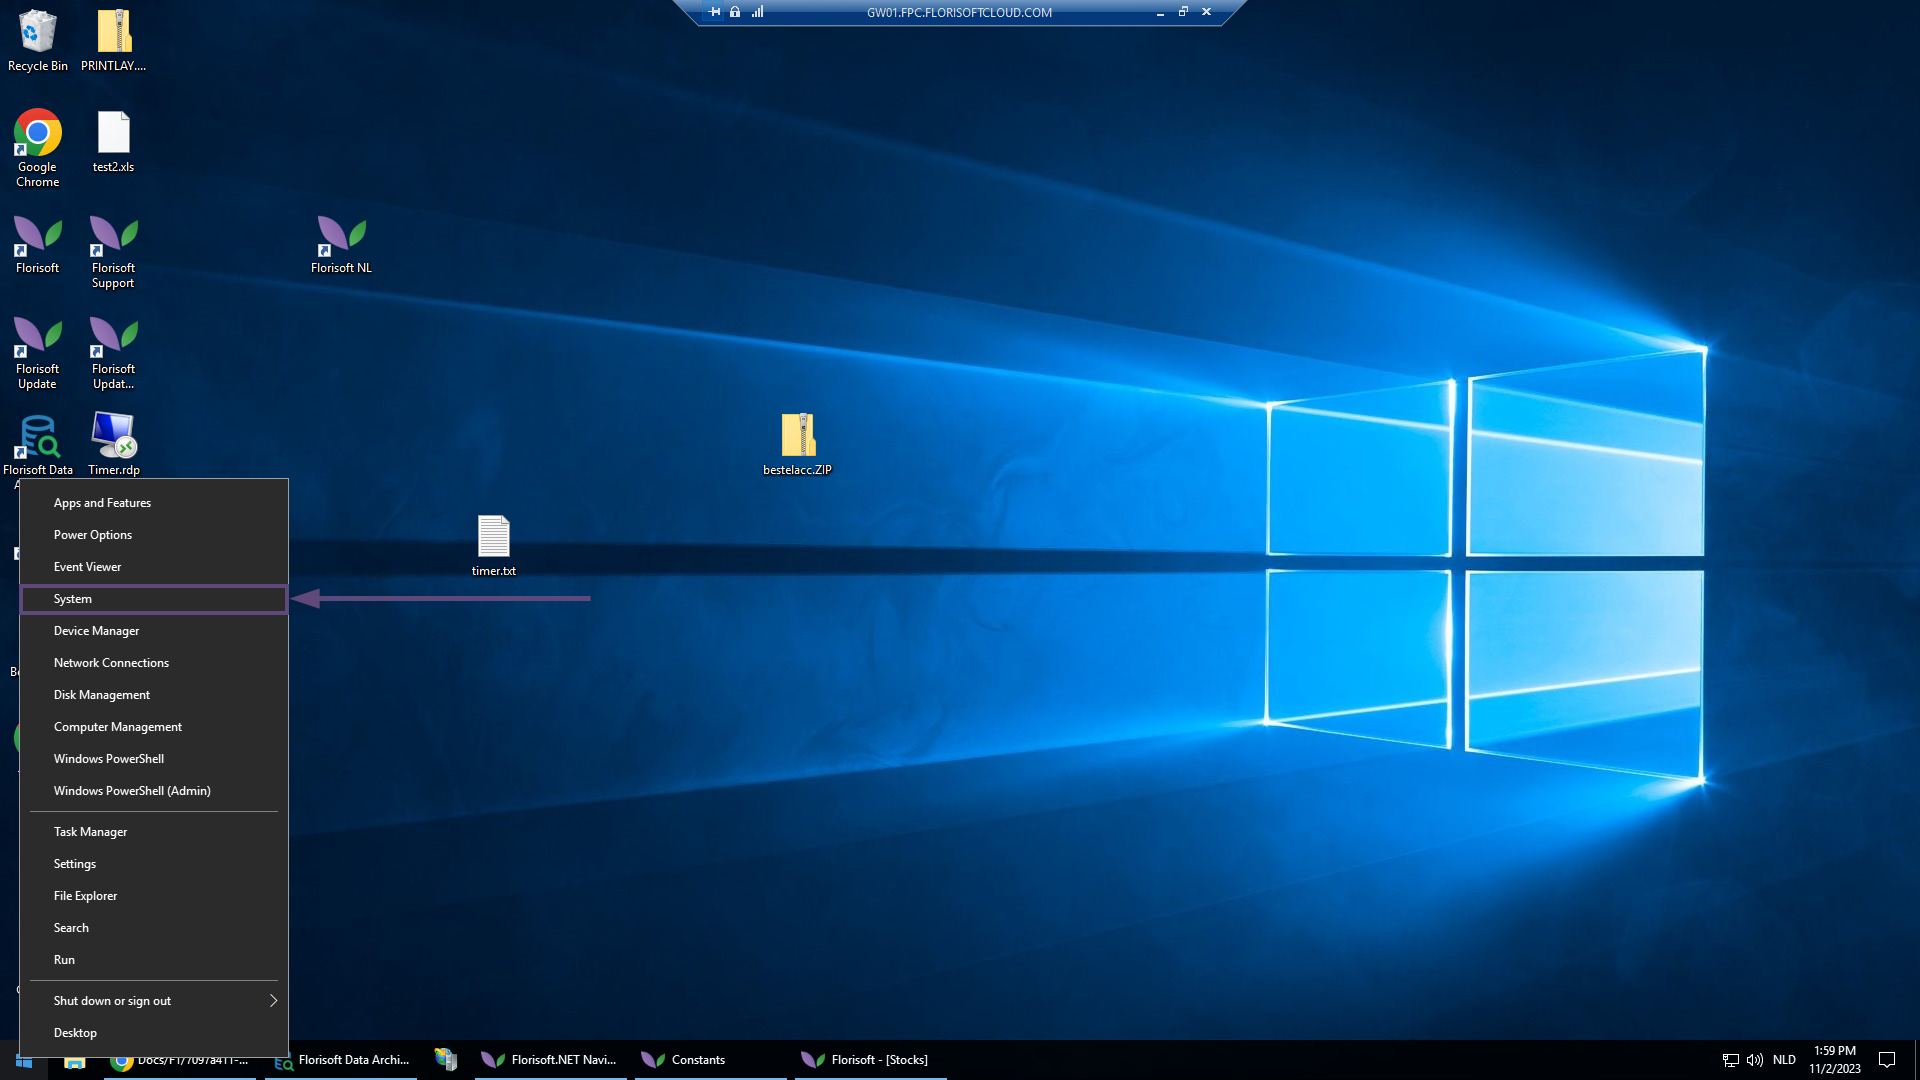 GW01.FPC.FLORISOFTCLOUD.COM
Recycle Bin
PRINTLAY....
Google
Chrome
test2.xls
Florisoft
Florisoft
Support
Florisoft NL
Florisoft
Update
Florisoft
Updat...
Florisoft Data
Timer.rdp
bestelacc.ZIP
timer.txt
Apps and Features
Power Options
Event Viewer
System
Device Manager
Network Connections
Disk Management
Computer Management
Windows PowerShell
Windows PowerShell (Admin)
Task Manager
Settings
File Explorer
Search
Run
Shut down or sign out
Desktop
Florisoft Data Archi...
Florisoft.NET Navi...
Constants
Florisoft - [Stocks]
NLD
1:59 PM
11/2/2023